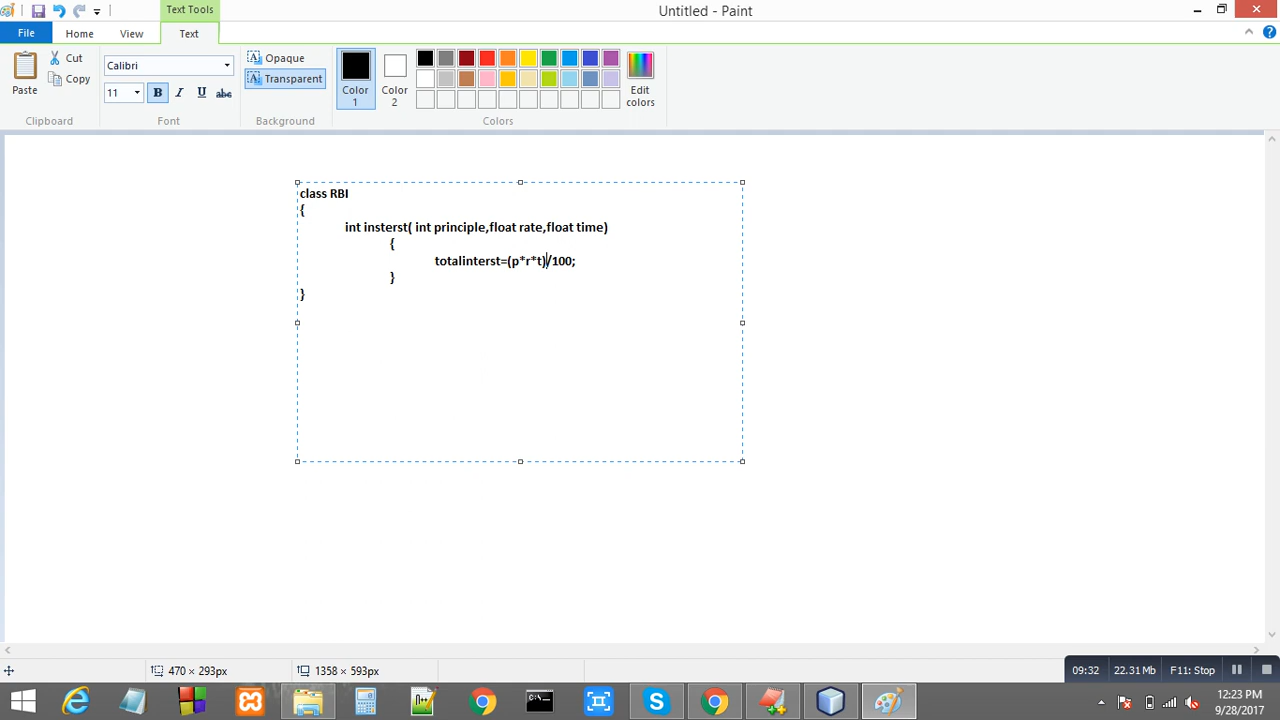 Untitled - Paint
Text Tools
File
Home
View
Text
Paste
Cut
Copy
Clipboard
Calibri
11
B
I
U
abc
Font
A Opaque
A Transparent
Background
Color 1
Color 2
Edit colors
Colors
class RBI
{
int insterst( int principle,float rate,float time)
{
totalinterst=(p*r*t)/100;
}
}
470 × 293px
1358 × 593px
09:32
22.31 Mb
F11: Stop
12:23 PM
9/28/2017